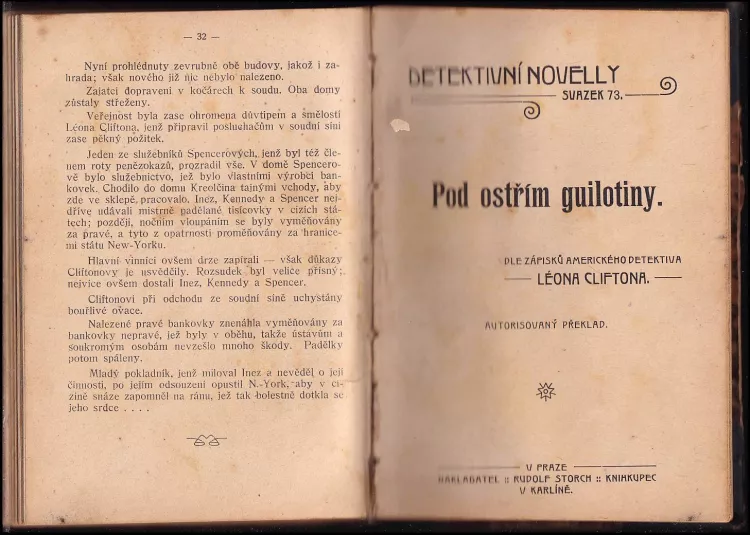 — 32 —
Nyní prohlédnuty zevrubně obě budovy, jakož i za-
hrada; však nového již nic nebylo nalezeno.
Zajatci dopraveni v kočárech k soudu. Oba domy
zůstaly střeženy.
Veřejnost byla zase ohromena důvtipem a smělostí
Léona Cliftona, jenž připravil posluchačům v soudní síni
zase pěkný požitek.
Jeden ze služebníků Spencerových, jenž byl též čle-
nem roty penězokazů, prozradil vše. V domě Spencero-
vě bylo služebnictvo, jež bylo vlastními výrobci ban-
kovek. Chodilo do domu Kreolčina tajnými vchody, aby
zde ve sklepě pracovalo. Inez, Kennedy a Spencer nej-
dříve udávali mistrně padělané tisícovky v cizích stá-
tech; později, nočním vloupáním se byly vyměňovány
za pravé, a tyto z opatrnosti proměňovány za hranice-
mi státu New-Yorku.
Hlavní vinníci ovšem drze zapírali — však důkazy
Cliftonovy je usvědčily. Rozsudek byl velice přísný;
nejvíce ovšem dostali Inez, Kennedy a Spencer.
Cliftonovi při odchodu ze soudní síně uchystány
bouřlivé ovace.
Nalezené pravé bankovky znenáhla vyměňovány za
bankovky nepravé, jež byly v oběhu, takže ústavům a
soukromým osobám nevzešlo mnoho škody. Padělky
potom spáleny.
Mladý pokladník, jenž miloval Inez a nevěděl o její
činnosti, po jejím odsouzení opustil N.-York, aby v ci-
zině snáze zapomněl na ránu, jež tak bolestně dotkla se
jeho srdce . . . .
DETEKTIVNÍ NOVELLY
SVAZEK 73.
Pod ostřím guilotiny.
DLE ZÁPISKŮ AMERICKÉHO DETEKTIVA
LÉONA CLIFTONA.
AUTORISOVANÝ PŘEKLAD.
V PRAZE
NAKLADATEL :: RUDOLF STORCH :: KNIHKUPEC
V KARLÍNĚ.